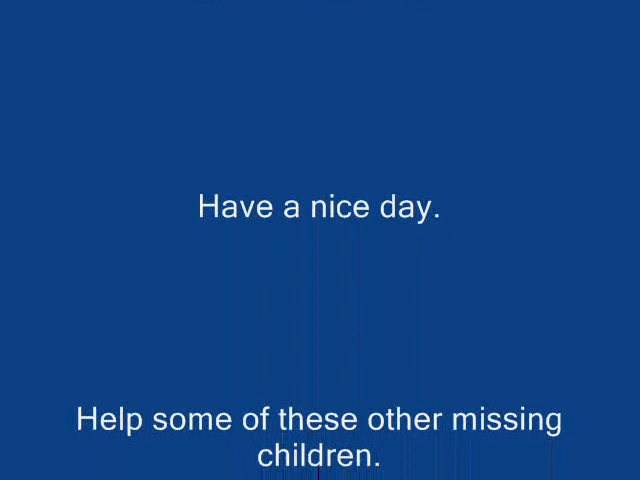 Have a nice day.
Help some of these other missing
children.